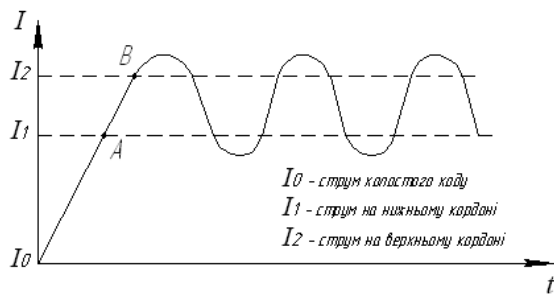 I
B
I2
A
I1
I0 - струм холостого ходу
I1 - струм на нижньому кордоні
I2 - струм на верхньому кордоні
I0
t